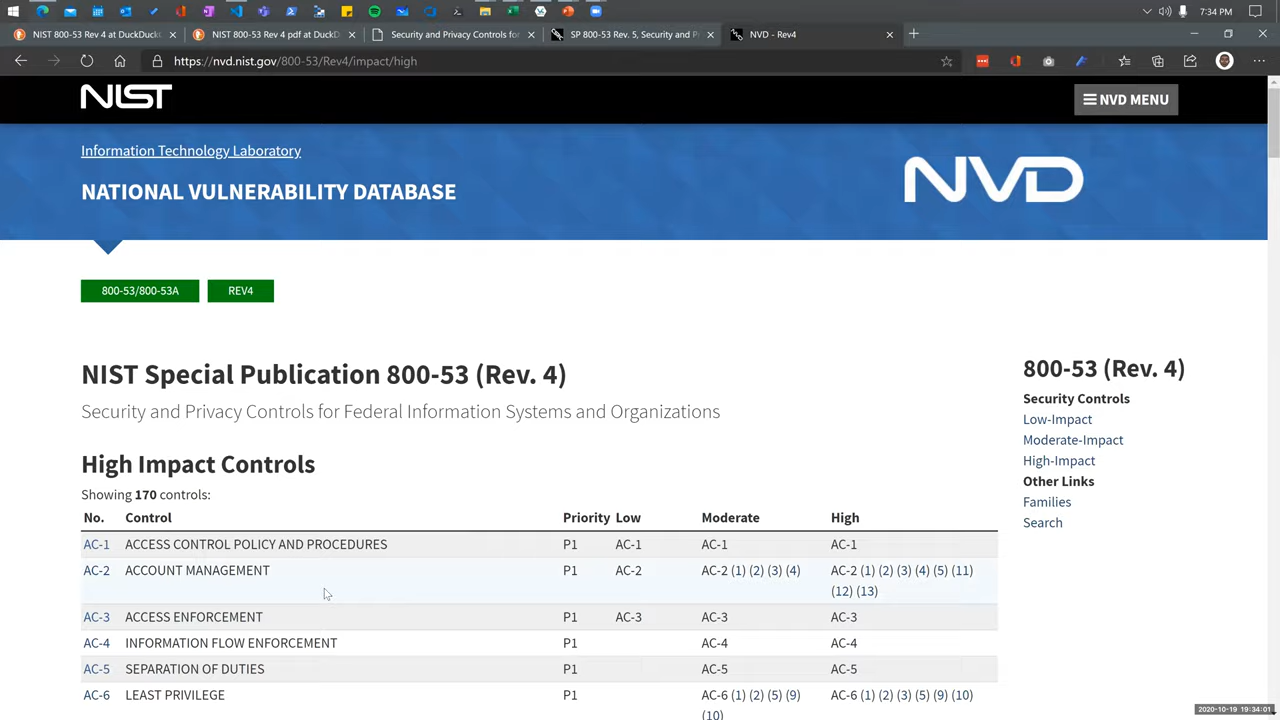 7:34 PM
NIST 800-53 Rev 4 at DuckDuck
NIST 800-53 Rev 4 pdf at DuckD
Security and Privacy Controls for
SP 800-53 Rev. 5, Security and P
NVD - Rev4
https://nvd.nist.gov/800-53/Rev4/impact/high
NIST
NVD MENU
Information Technology Laboratory
NATIONAL VULNERABILITY DATABASE
NVD
800-53/800-53A REV4
NIST Special Publication 800-53 (Rev. 4)
Security and Privacy Controls for Federal Information Systems and Organizations
High Impact Controls
Showing 170 controls:
No. Control Priority Low Moderate High
AC-1 ACCESS CONTROL POLICY AND PROCEDURES P1 AC-1 AC-1 AC-1
AC-2 ACCOUNT MANAGEMENT P1 AC-2 AC-2 (1) (2) (3) (4) AC-2 (1) (2) (3) (4) (5) (11)
(12) (13)
AC-3 ACCESS ENFORCEMENT P1 AC-3 AC-3 AC-3
AC-4 INFORMATION FLOW ENFORCEMENT P1 AC-4 AC-4
AC-5 SEPARATION OF DUTIES P1 AC-5 AC-5
AC-6 LEAST PRIVILEGE P1 AC-6 (1) (2) (5) (9) AC-6 (1) (2) (3) (5) (9) (10)
(10)
800-53 (Rev. 4)
Security Controls
Low-Impact
Moderate-Impact
High-Impact
Other Links
Families
Search
2020-10-19 19:34:01